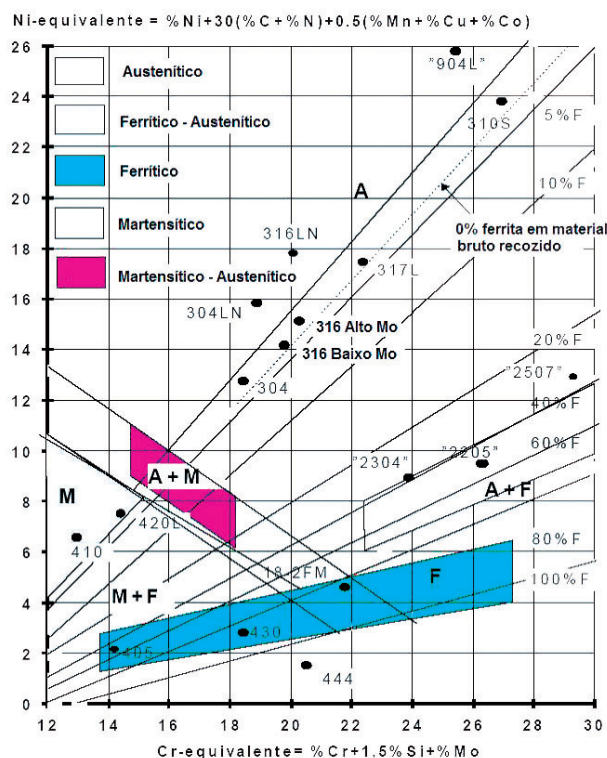 Ni-equivalente = %Ni+30(%C+%N)+0.5(%Mn+%Cu+%Co)
26
24
22
20
18
16
14
12
10
8
6
4
2
0
Austenítico
Ferrítico - Austenítico
Ferrítico
Martensítico
Martensítico - Austenítico
"904L"
310S
5%F
10%F
A
0% ferrita em material
bruto recozido
316LN
317L
304LN
316 Alto Mo
316 Baixo Mo
304
20%F
"2507"
40%F
"2304"
"2205"
60%F
A + M
A + F
M
420L
410
80%F
18-2FM
F
M + F
100%F
430
405
444
12 14 16 18 20 22 24 26 28 30
Cr-equivalente= %Cr+1,5%Si+%Mo